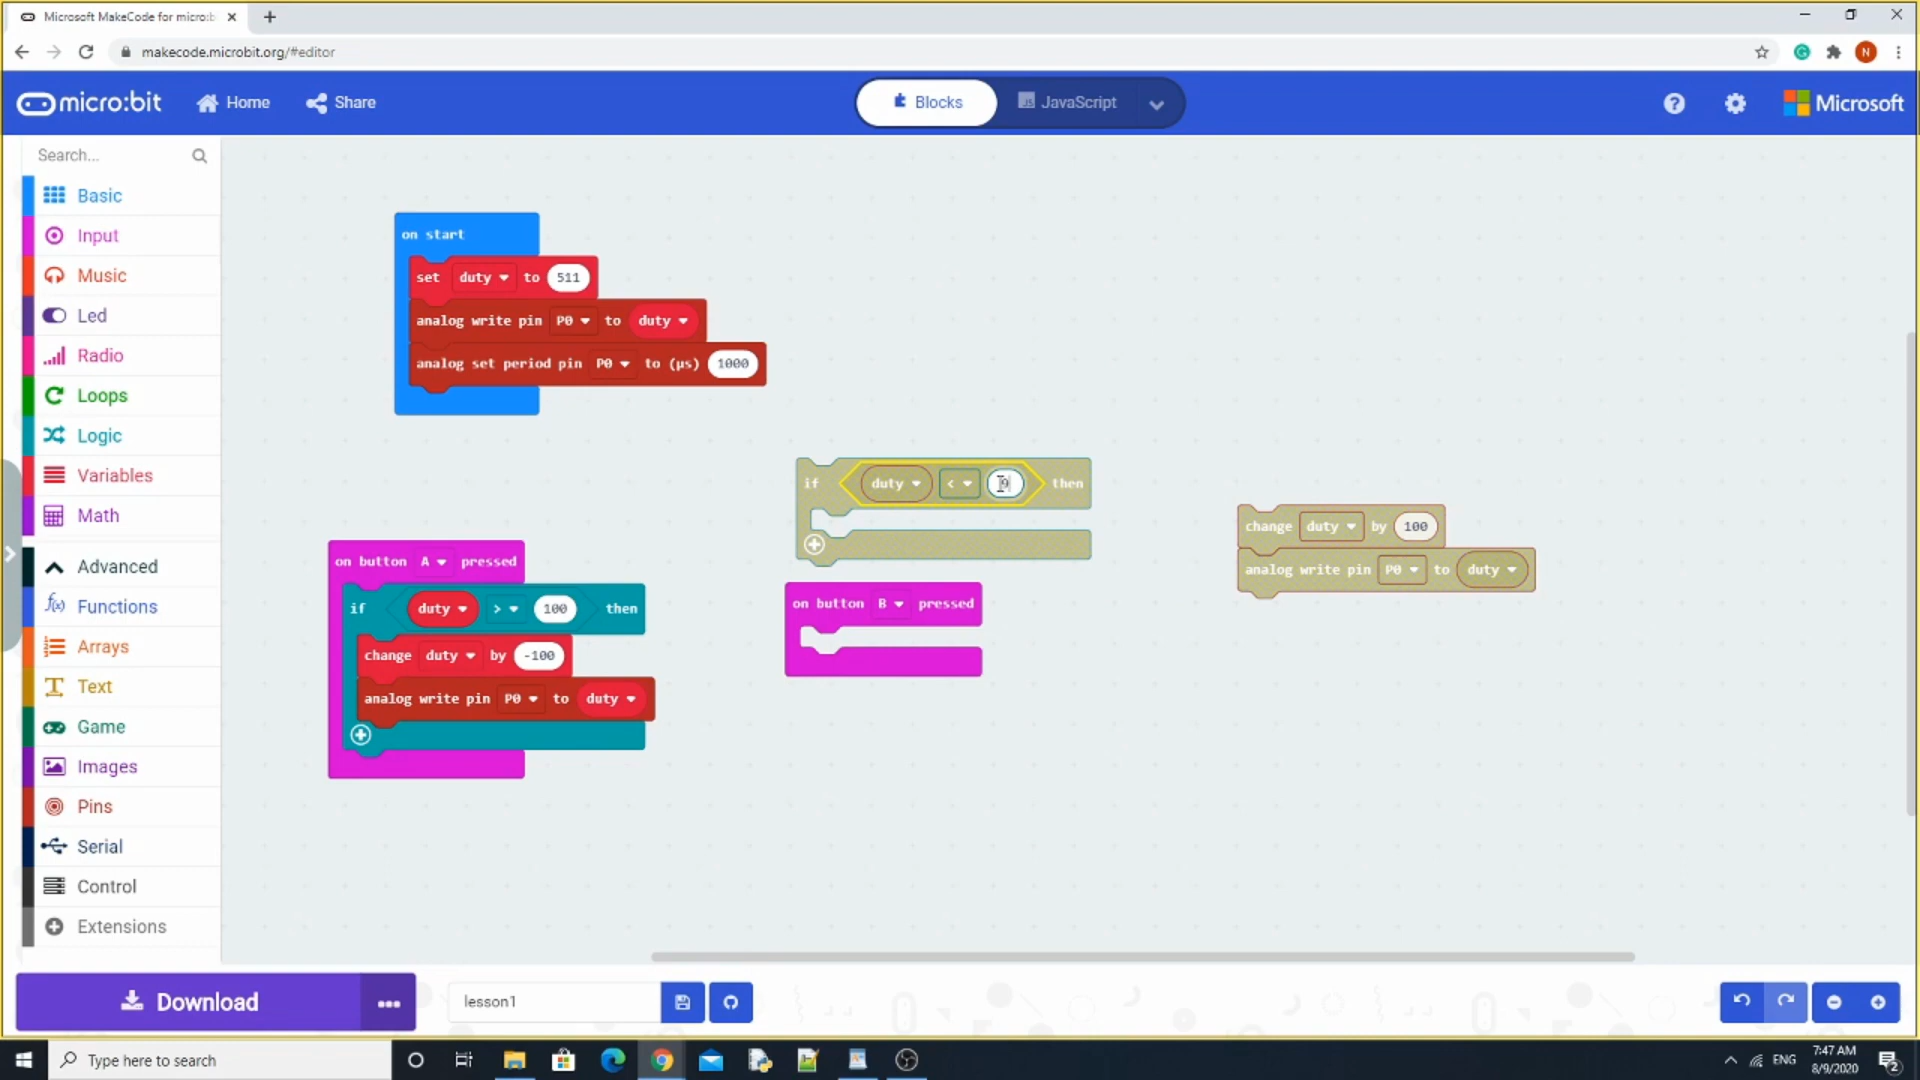 Microsoft MakeCode for micro:b
makecode.microbit.org/#editor
N
micro:bit
Home
Share
Blocks
JavaScript
Microsoft
Search...
Basic
Input
Music
Led
Radio
Loops
Logic
Variables
Math
Advanced
Functions
Arrays
Text
Game
Images
Pins
Serial
Control
Extensions
on start
set duty to 511
analog write pin P0 to duty
analog set period pin P0 to (µs) 1000
if duty < 9 then
change duty by 100
analog write pin P0 to duty
on button A pressed
if duty > 100 then
change duty by -100
analog write pin P0 to duty
on button B pressed
Download
lesson1
Type here to search
ENG
7:47 AM
8/9/2020
2